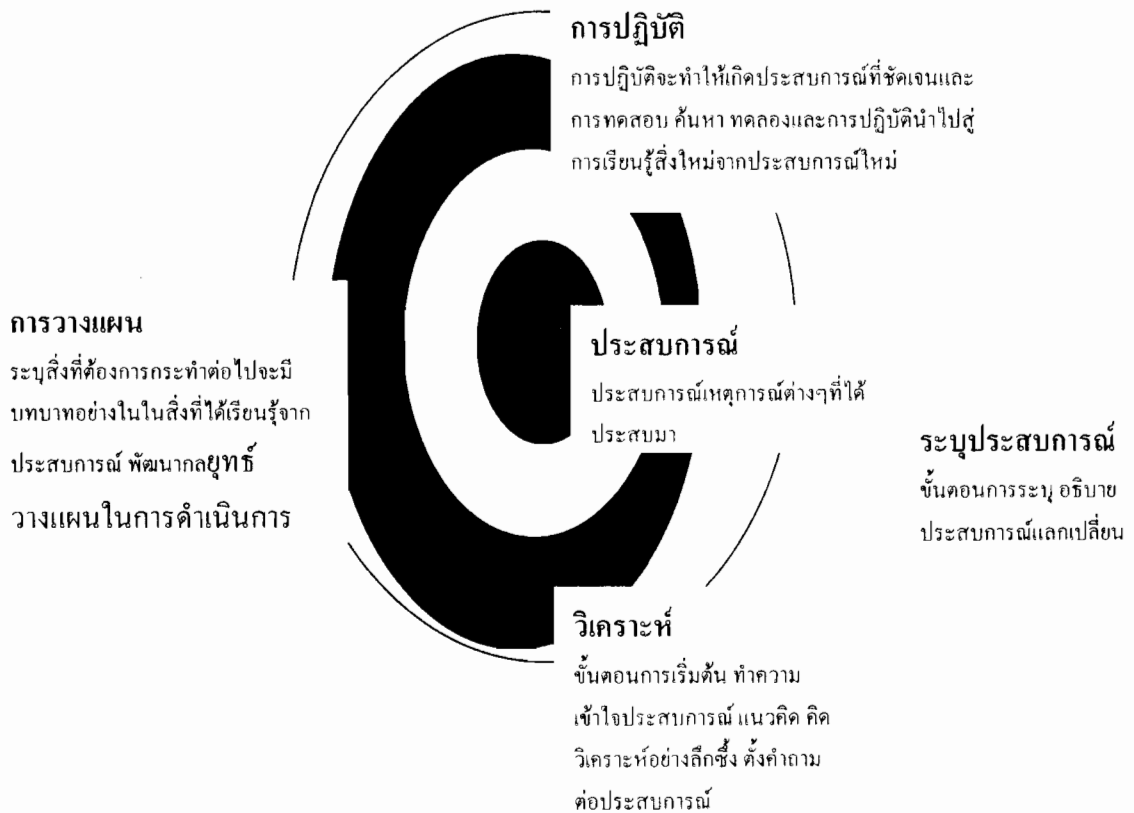 การปฏิบัติ
การปฎิบัติจะทำให้เกิดประสบการณ์ที่ชัดเจนและ
การทดสอบ ค้นหา ทดลองและการปฎิบัตินำไปสู่
การเรียนรู้สิ่งใหม่จากประสบการณ์ใหม่
การวางแผน
ระบุสิ่งที่ต้องการกระทำต่อไปจะมี
บทบาทอย่างในในสิ่งที่ได้เรียนรู้จาก
ประสบการณ์ พัฒนากลยุทธ์
วางแผนในการดำเนินการ
ประสบการณ์
ประสบการณ์เหตุการณ์ต่างๆที่ได้
ประสบมา
ระบุประสบการณ์
ขั้นตอนการระบุ อธิบาย
ประสบการณ์แลกเปลี่ยน
วิเคราะห์
ขั้นตอนการเริ่มต้น ทำความ
เข้าใจประสบการณ์ แนวคิด คิด
วิเคราะห์อย่างลึกซึ้ง ตั้งคำถาม
ต่อประสบการณ์